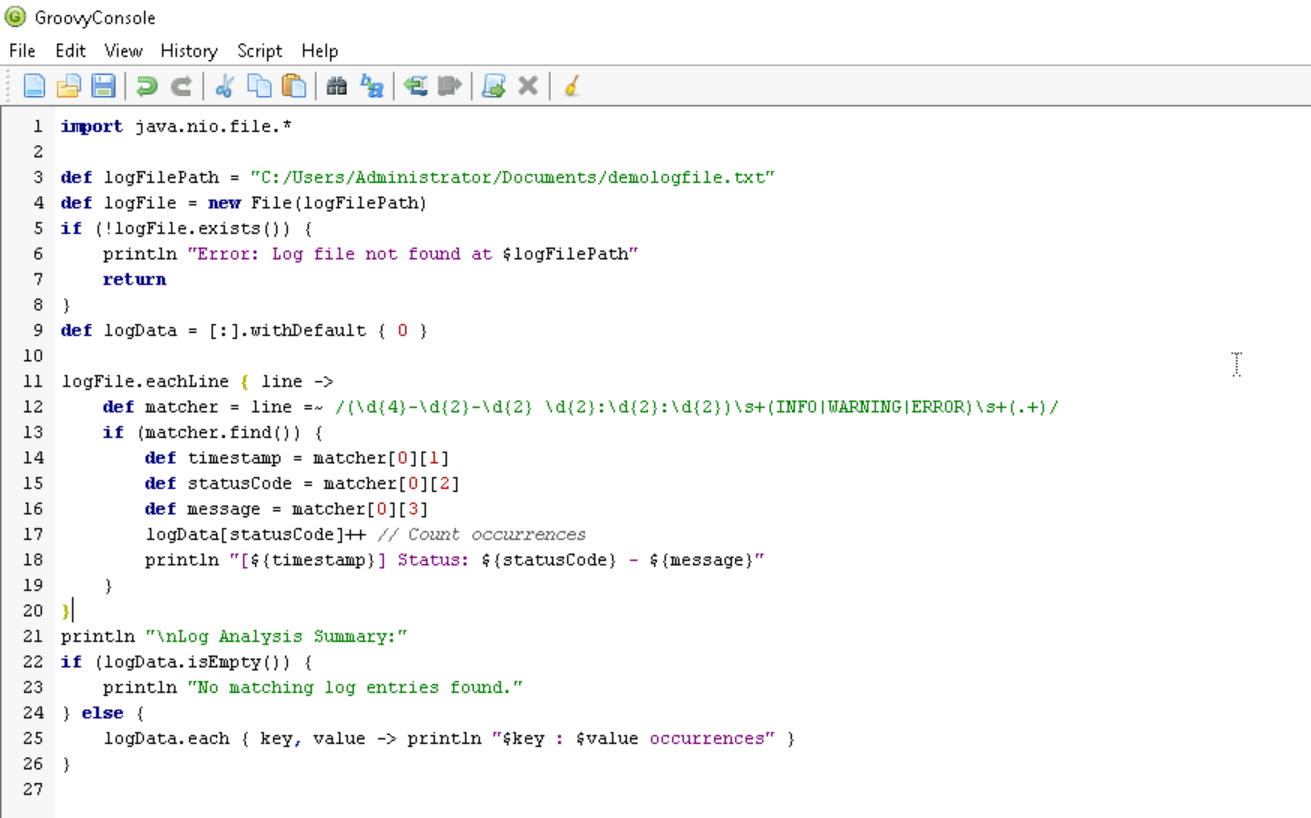 GroovyConsole
File Edit View History Script Help
1 import java.nio.file.*
2
3 def logFilePath = "C:/Users/Administrator/Documents/demologfile.txt"
4 def logFile = new File(logFilePath)
5 if (!logFile.exists()) {
6     println "Error: Log file not found at $logFilePath"
7     return
8 }
9 def logData = [:].withDefault { 0 }
10
11 logFile.eachLine { line ->
12     def matcher = line =~ /(\d{4}-\d{2}-\d{2} \d{2}:\d{2}:\d{2})\s+(INFO|WARNING|ERROR)\s+(.+)/
13     if (matcher.find()) {
14         def timestamp = matcher[0][1]
15         def statusCode = matcher[0][2]
16         def message = matcher[0][3]
17         logData[statusCode]++ // Count occurrences
18         println "[${timestamp}] Status: ${statusCode} - ${message}"
19     }
20 }
21 println "\nLog Analysis Summary:"
22 if (logData.isEmpty()) {
23     println "No matching log entries found."
24 } else {
25     logData.each { key, value -> println "$key : $value occurrences" }
26 }
27